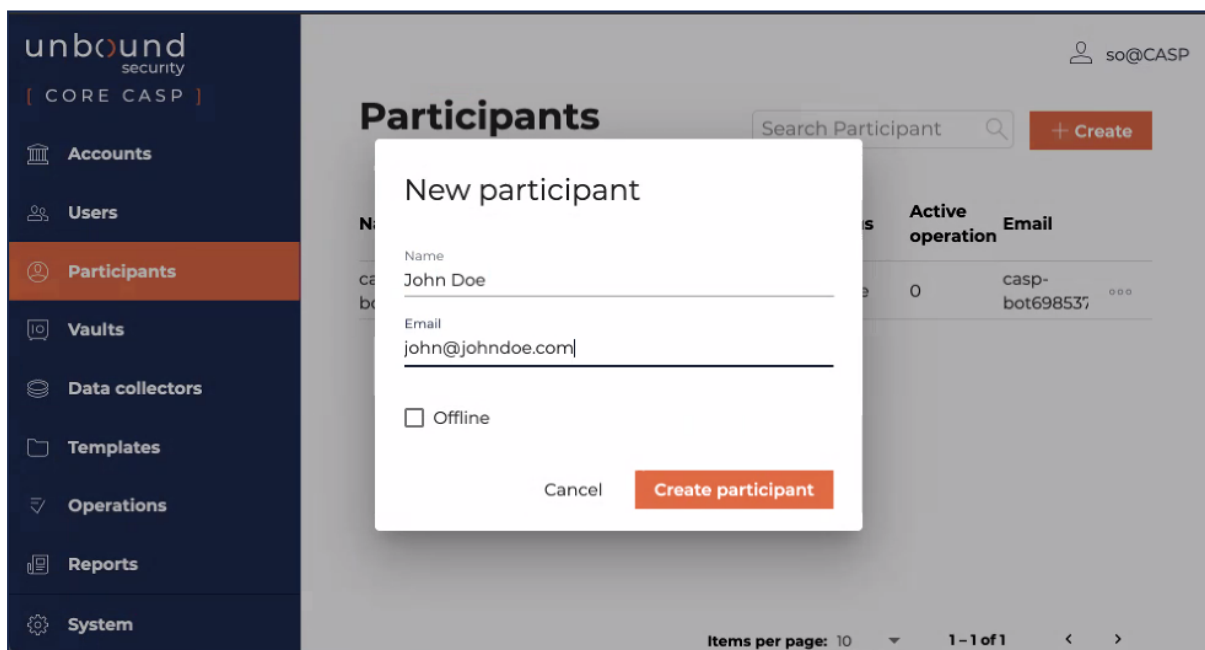 unbound
security
[ CORE CASP ]
so@CASP
Accounts
Users
Participants
Vaults
Data collectors
Templates
Operations
Reports
System
Participants
Search Participant
+ Create
Active
operation
Email
0
casp-
bot698537
New participant
Name
John Doe
Email
john@johndoe.com
Offline
Cancel
Create participant
Items per page: 10
1 – 1 of 1